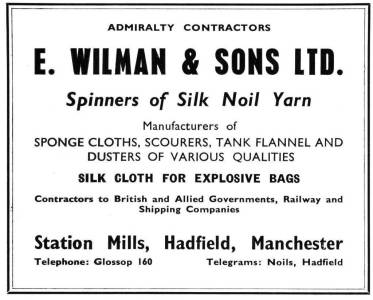 ADMIRALTY CONTRACTORS
E. WILMAN & SONS LTD.
Spinners of Silk Noil Yarn
Manufacturers of
SPONGE CLOTHS, SCOURERS, TANK FLANNEL AND
DUSTERS OF VARIOUS QUALITIES
SILK CLOTH FOR EXPLOSIVE BAGS
Contractors to British and Allied Governments, Railway and
Shipping Companies
Station Mills, Hadfield, Manchester
Telephone: Glossop 160 Telegrams: Noils, Hadfield